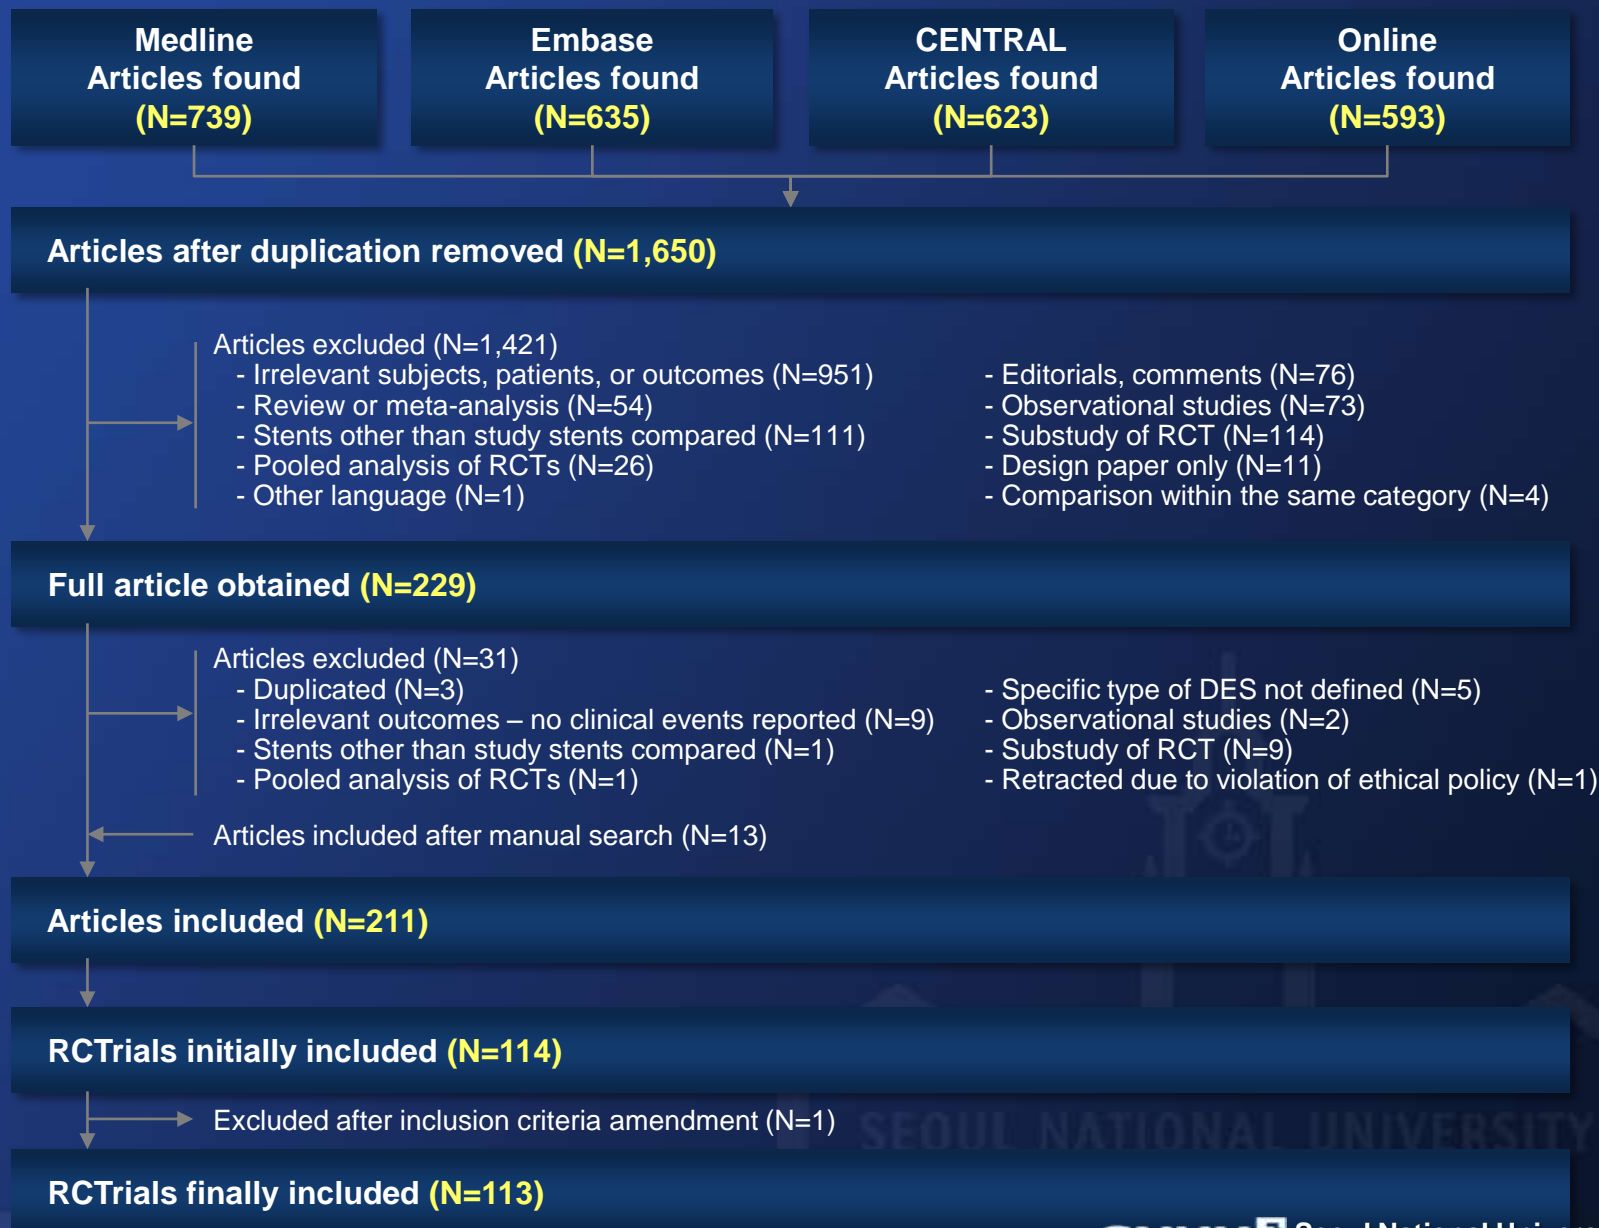 Medline
Articles found
(N=739)
Embase
Articles found
(N=635)
CENTRAL
Articles found
(N=623)
Online
Articles found
(N=593)
Articles after duplication removed (N=1,650)
Articles excluded (N=1,421)
- Irrelevant subjects, patients, or outcomes (N=951)
- Review or meta-analysis (N=54)
- Stents other than study stents compared (N=111)
- Pooled analysis of RCTs (N=26)
- Other language (N=1)
- Editorials, comments (N=76)
- Observational studies (N=73)
- Substudy of RCT (N=114)
- Design paper only (N=11)
- Comparison within the same category (N=4)
Full article obtained (N=229)
Articles excluded (N=31)
- Duplicated (N=3)
- Irrelevant outcomes – no clinical events reported (N=9)
- Stents other than study stents compared (N=1)
- Pooled analysis of RCTs (N=1)
- Specific type of DES not defined (N=5)
- Observational studies (N=2)
- Substudy of RCT (N=9)
- Retracted due to violation of ethical policy (N=1)
Articles included after manual search (N=13)
Articles included (N=211)
RCTrials initially included (N=114)
Excluded after inclusion criteria amendment (N=1)
SEOUL NATIONAL UNIVERSITY
RCTrials finally included (N=113)
Seoul National